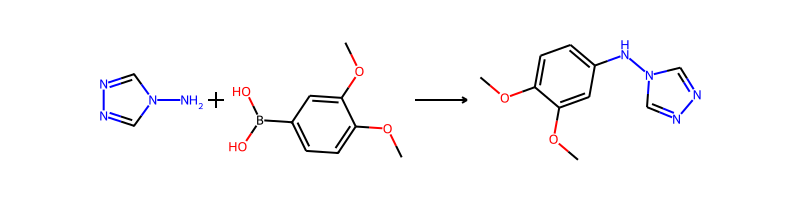 N N N NH₂ + HO B HO O O → O O H N N N N